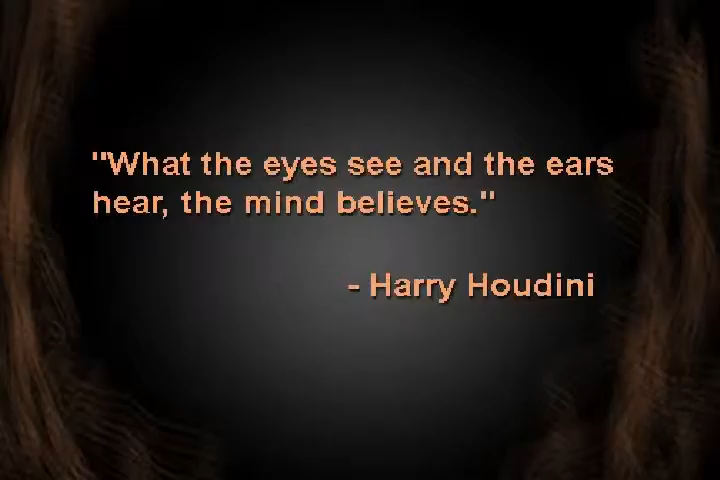 "What the eyes see and the ears
hear, the mind believes."
- Harry Houdini